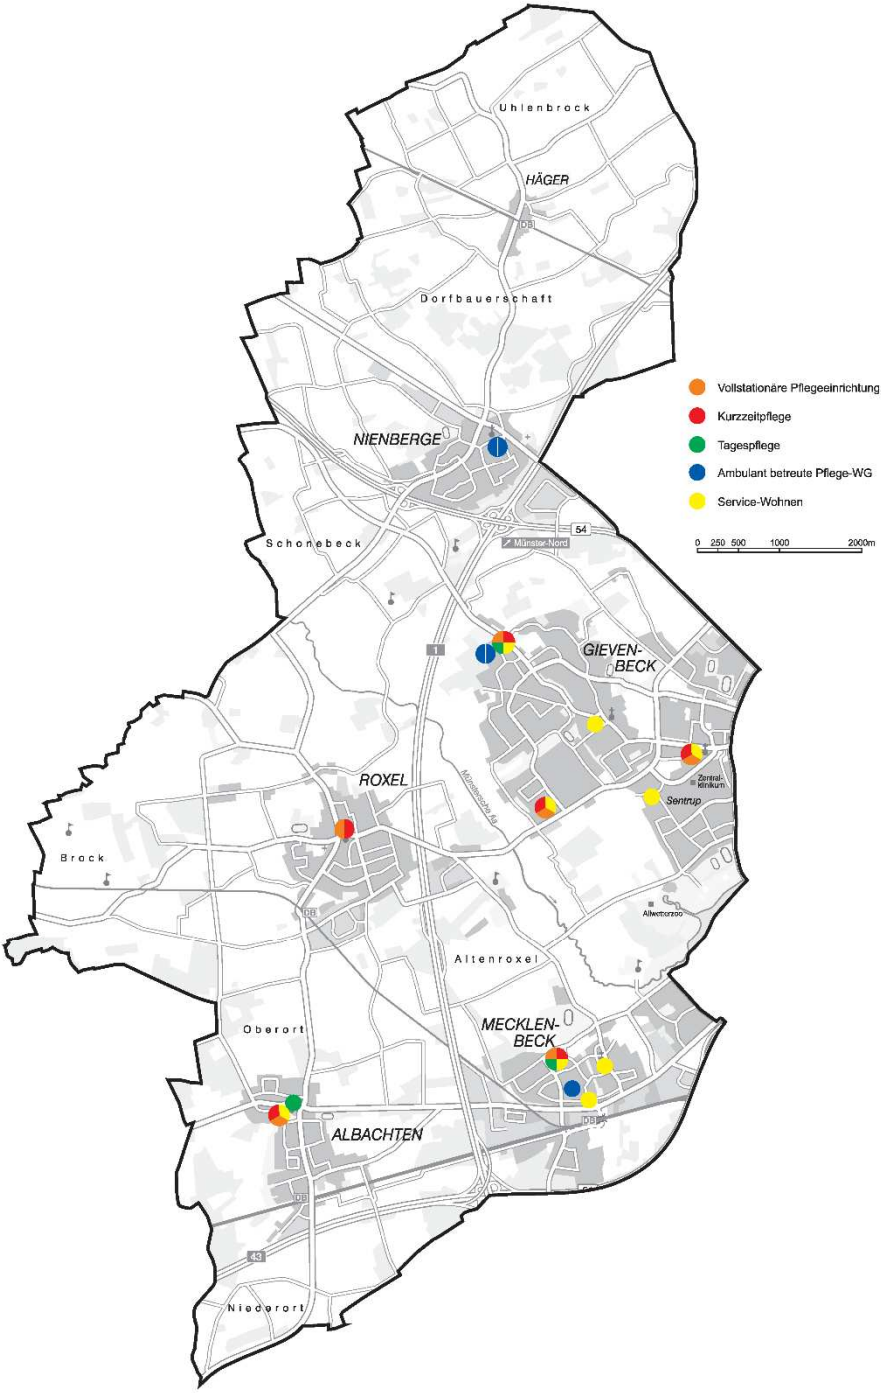 Uhlenbrock
HÄGER
DB
Dorfbauerschaft
Vollstationäre Pflegeeinrichtung
Kurzzeitpflege
Tagespflege
Ambulant betreute Pflege-WG
Service-Wohnen
0 250 500 1000 2000m
NIENBERGE
54
Schonebeck
Münster-Nord
1
GIEVEN-
BECK
ROXEL
Münstersche Aa
Zentral-
klinikum
Sentrup
Brock
DB
Allwetterzoo
Altenroxel
MECKLEN-
BECK
Oberort
ALBACHTEN
DB
DB
43
Niederort